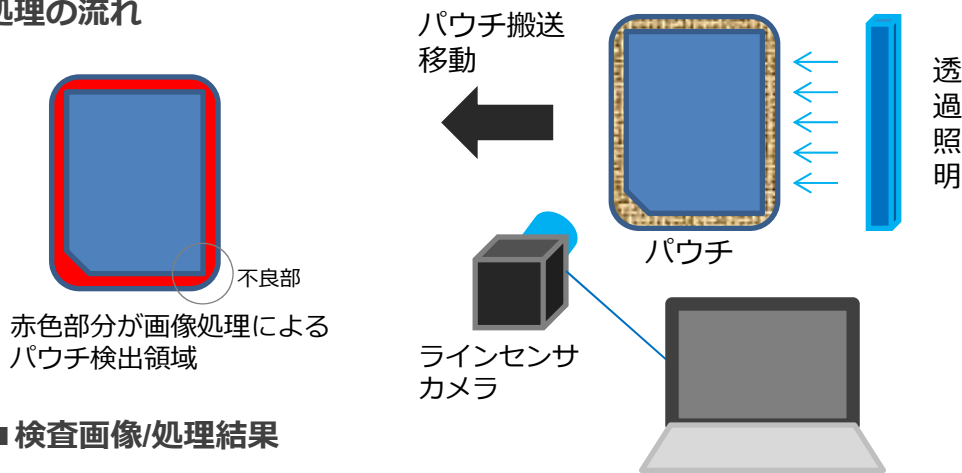 処理の流れ
不良部
赤色部分が画像処理による
パウチ検出領域
パウチ搬送
移動
透過照明
パウチ
ラインセンサ
カメラ
■検査画像/処理結果